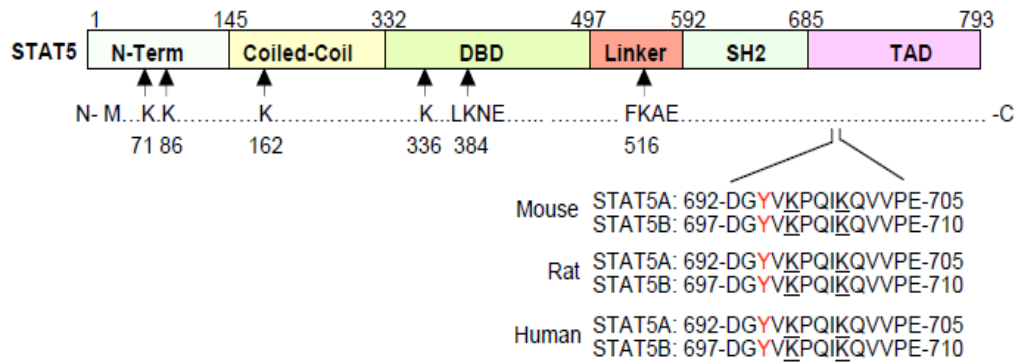 1 145 332 497 592 685 793
STAT5 N-Term Coiled-Coil DBD Linker SH2 TAD
N- M...K.K............K....................K..LKNE...... ...........FKAE.............................................. -C
71 86 162 336 384 516
Mouse STAT5A: 692-DGYVKPQIKQVVPE-705
STAT5B: 697-DGYVKPQIKQVVPE-710
Rat STAT5A: 692-DGYVKPQIKQVVPE-705
STAT5B: 697-DGYVKPQIKQVVPE-710
Human STAT5A: 692-DGYVKPQIKQVVPE-705
STAT5B: 697-DGYVKPQIKQVVPE-710